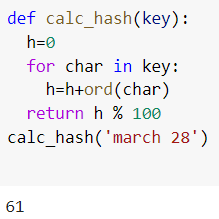 def calc_hash(key):
  h=0
  for char in key:
    h=h+ord(char)
  return h % 100
calc_hash('march 28')
61